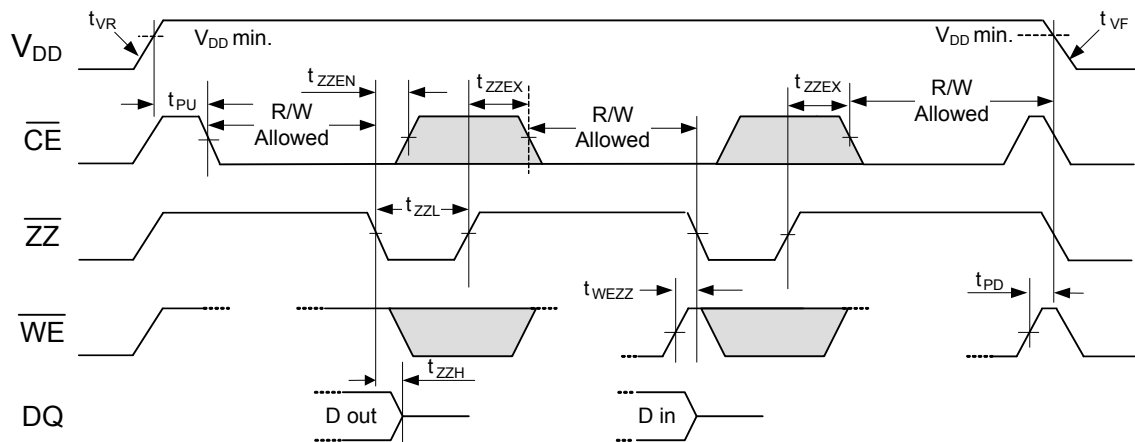 tVR
VDD
VDD min.
VDD min.
tVF
tZZEN
tZZEX
tZZEX
tPU
R/W
Allowed
R/W
Allowed
R/W
Allowed
CE
tZZL
ZZ
tWEZZ
tPD
WE
tZZH
DQ
D out
D in